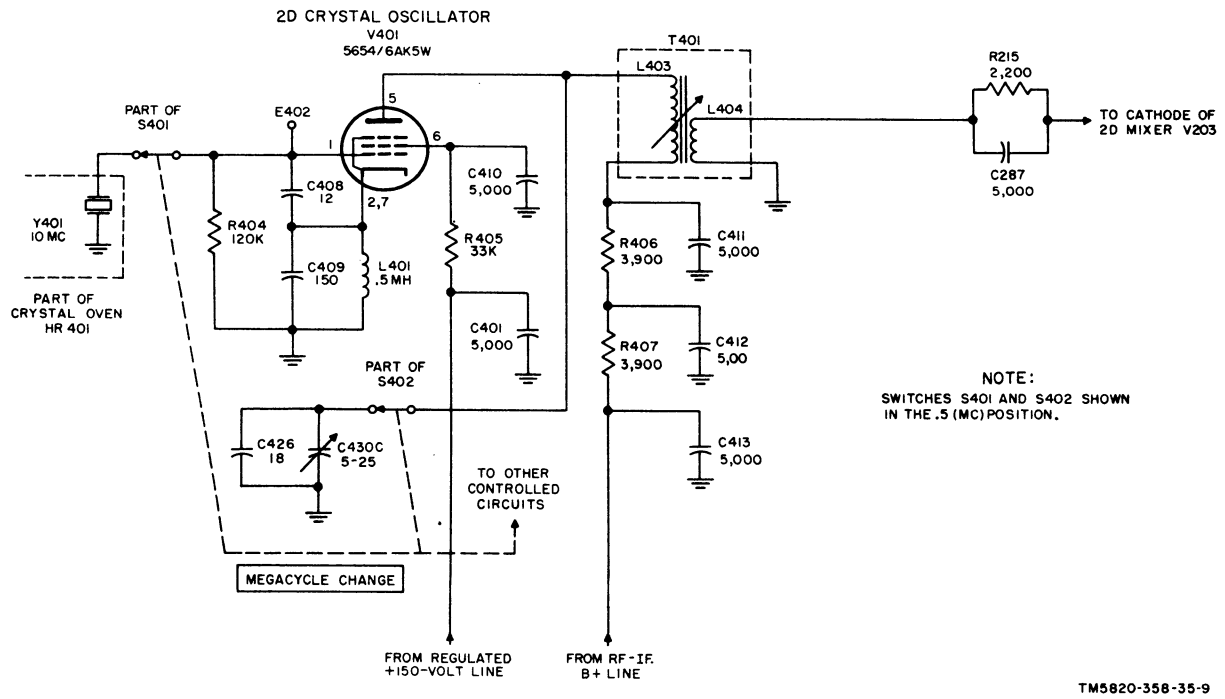 2D CRYSTAL OSCILLATOR
V401
5654/6AK5W
T401
L403
L404
R215
2,200
C287
5,000
TO CATHODE OF
2D MIXER V203
PART OF
S401
E402
5
1
6
2,7
Y401
10 MC
PART OF
CRYSTAL OVEN
HR 401
R404
120K
C408
12
C409
150
L401
.5 MH
C410
5,000
R405
33K
C401
5,000
R406
3,900
C411
5,000
R407
3,900
C412
5,00
C413
5,000
PART OF
S402
C426
18
C430C
5-25
TO OTHER
CONTROLLED
CIRCUITS
MEGACYCLE CHANGE
NOTE:
SWITCHES S401 AND S402 SHOWN
IN THE .5 (MC) POSITION.
FROM REGULATED
+150-VOLT LINE
FROM RF-IF.
B+ LINE
TM5820-358-35-9